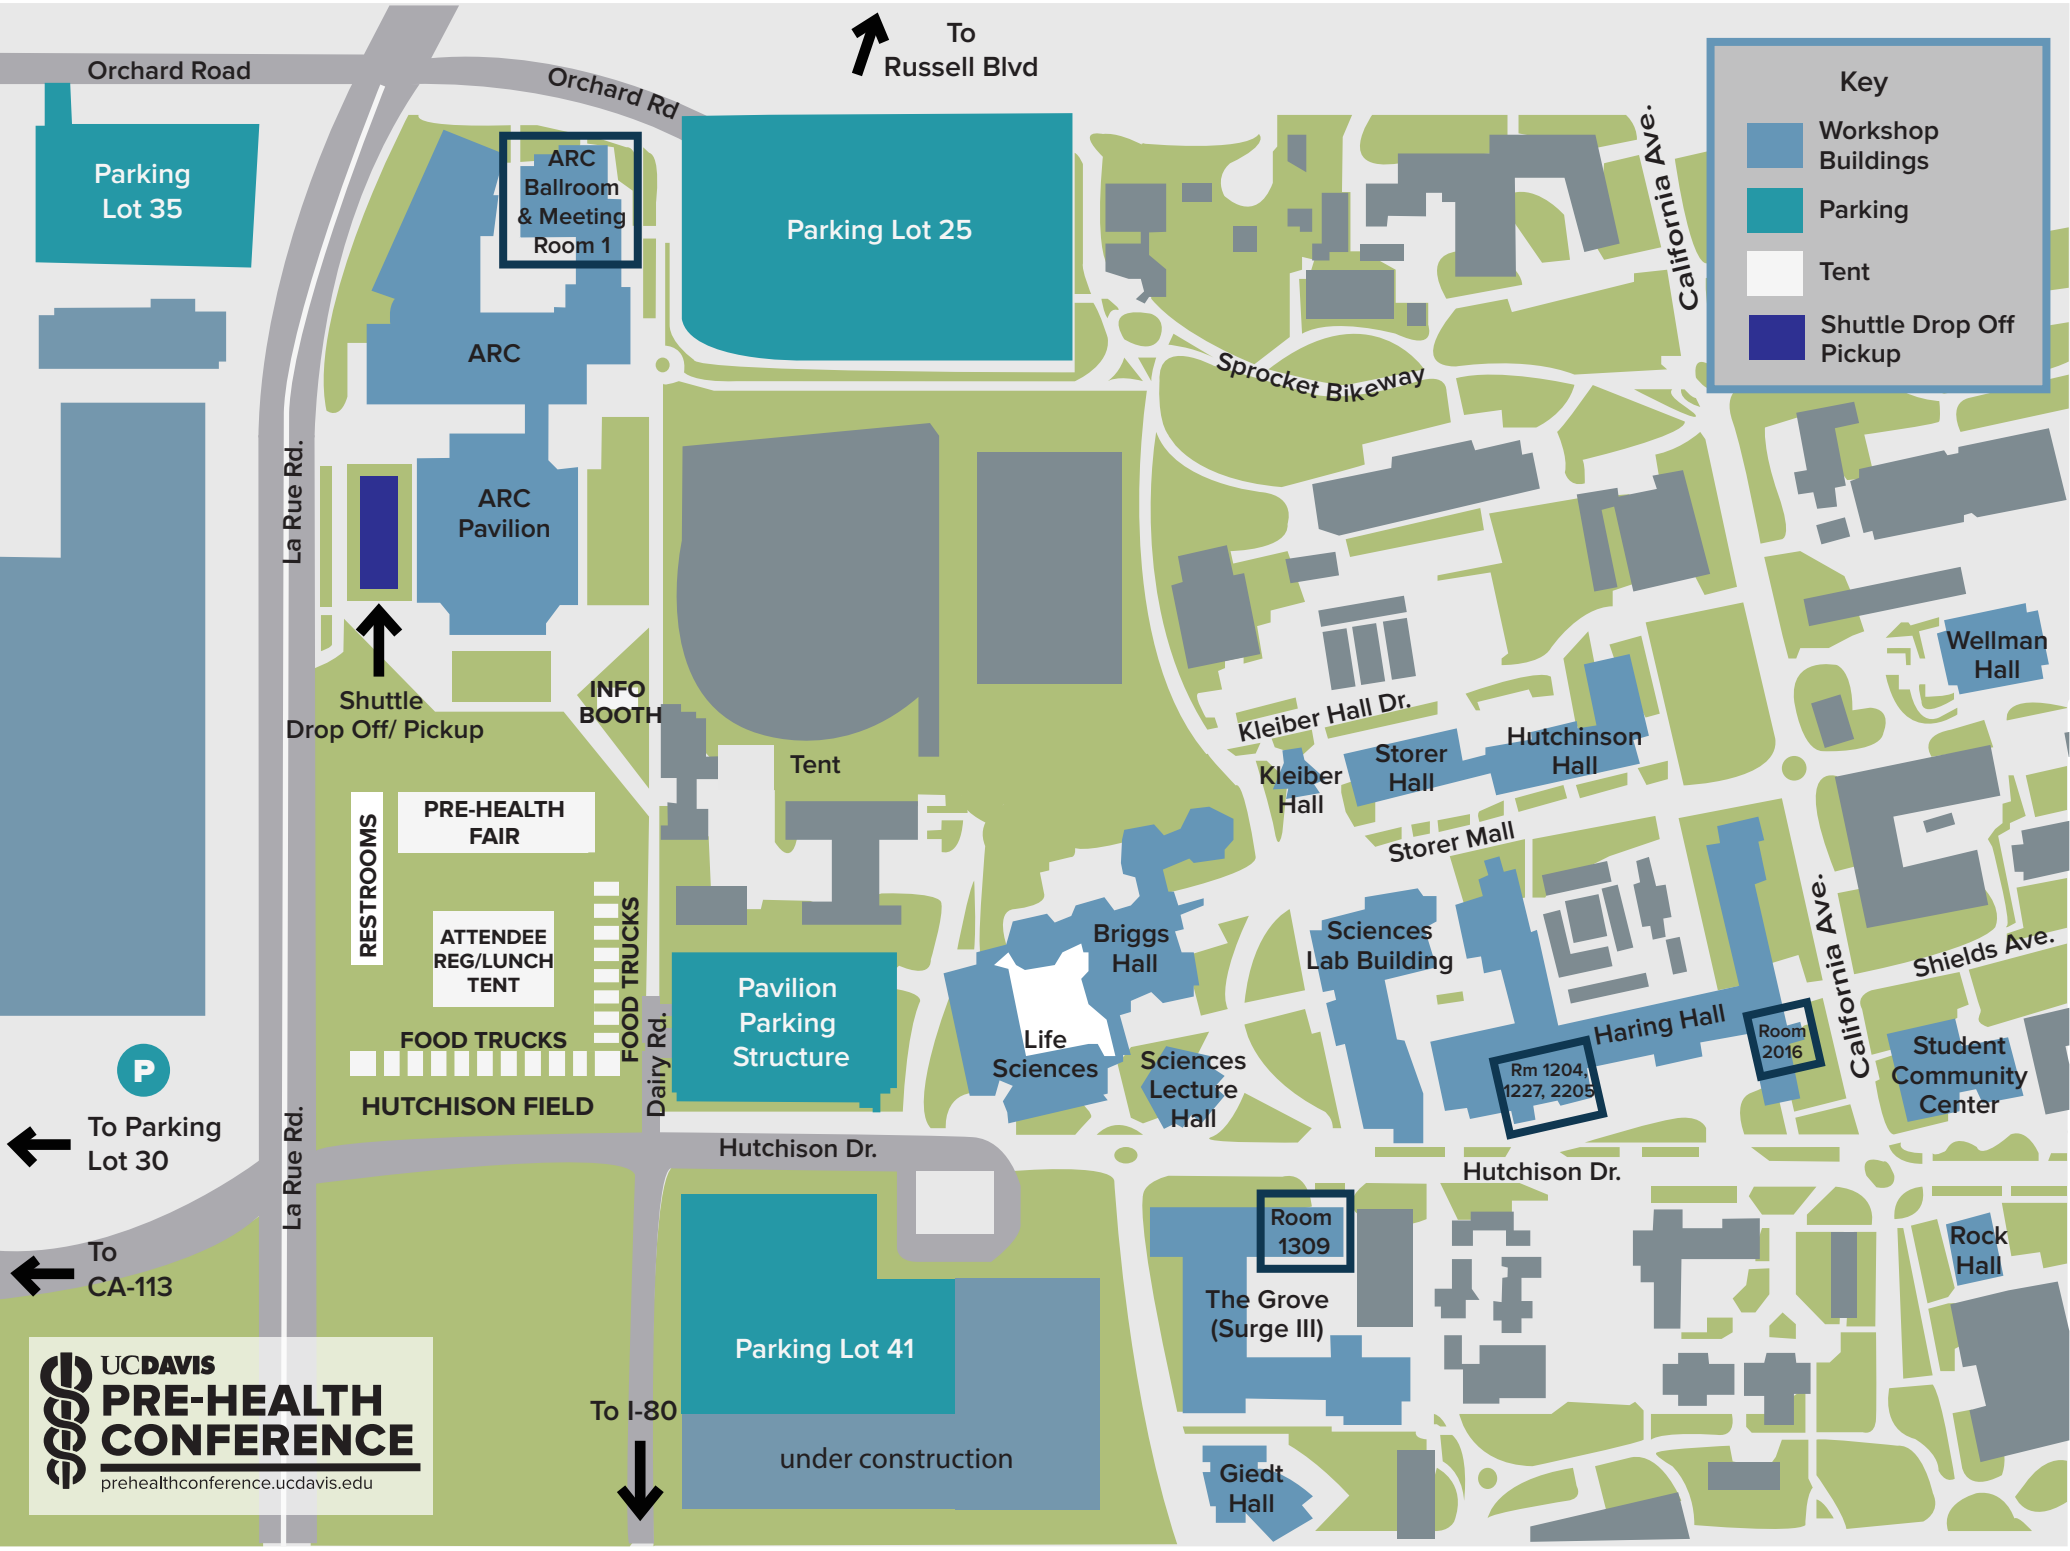 To
Russell Blvd
Orchard Road
Orchard Rd
Key
Workshop
Buildings
Parking
Tent
Shuttle Drop Off
Pickup
California Ave.
Parking
Lot 35
ARC
Ballroom
& Meeting
Room 1
Parking Lot 25
ARC
Sprocket Bikeway
La Rue Rd.
ARC
Pavilion
Shuttle
Drop Off/ Pickup
INFO
BOOTH
Wellman
Hall
Kleiber Hall Dr.
Storer
Hall
Hutchinson
Hall
Kleiber
Hall
Tent
Storer Mall
RESTROOMS
PRE-HEALTH
FAIR
ATTENDEE
REG/LUNCH
TENT
FOOD TRUCKS
FOOD TRUCKS
HUTCHISON FIELD
Dairy Rd.
Pavilion
Parking
Structure
Briggs
Hall
Life
Sciences
Sciences
Lecture
Hall
Sciences
Lab Building
Haring Hall
Rm 1204,
1227, 2205
Room
2016
California Ave.
Shields Ave.
Student
Community
Center
P
To Parking
Lot 30
La Rue Rd.
Hutchison Dr.
Hutchison Dr.
To
CA-113
Room
1309
The Grove
(Surge III)
Rock
Hall
Parking Lot 41
To I-80
under construction
Giedt
Hall
UCDAVIS
PRE-HEALTH
CONFERENCE
prehealthconference.ucdavis.edu